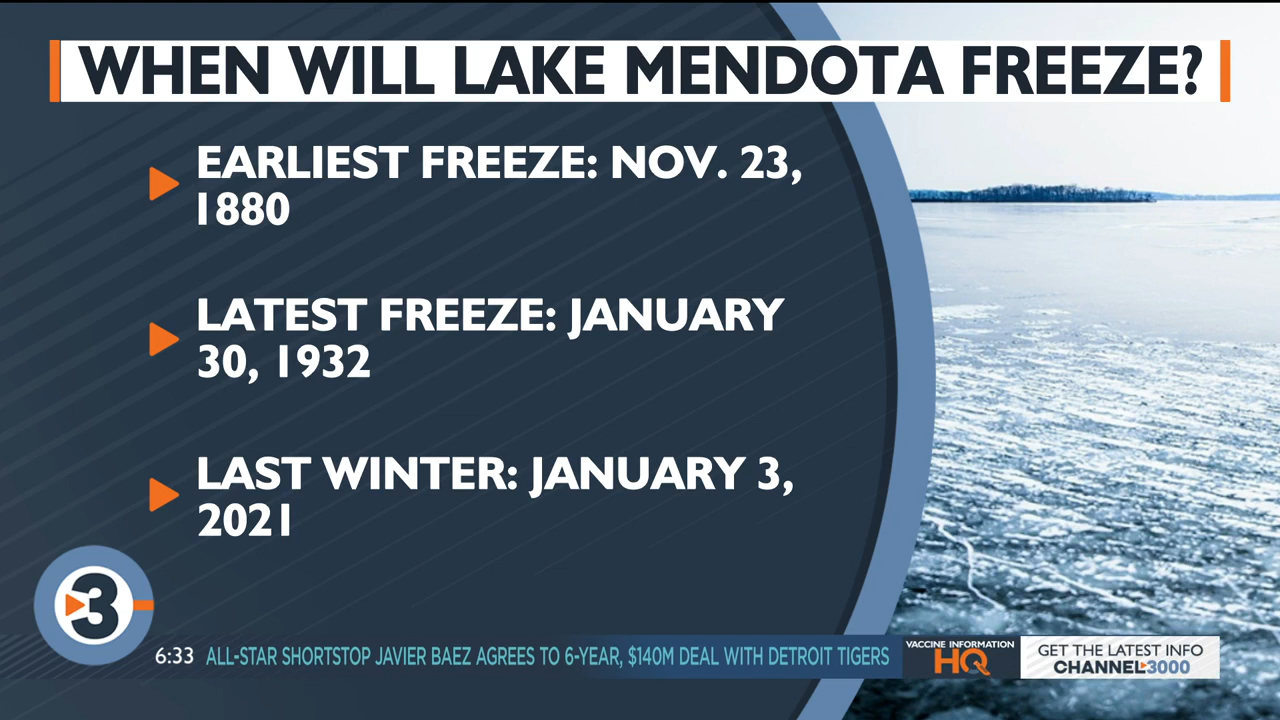 WHEN WILL LAKE MENDOTA FREEZE?
EARLIEST FREEZE: NOV. 23,
1880
LATEST FREEZE: JANUARY
30, 1932
LAST WINTER: JANUARY 3,
2021
3
6:33 ALL-STAR SHORTSTOP JAVIER BAEZ AGREES TO 6-YEAR, $140M DEAL WITH DETROIT TIGERS
VACCINE INFORMATION
HQ
GET THE LATEST INFO
CHANNEL3000